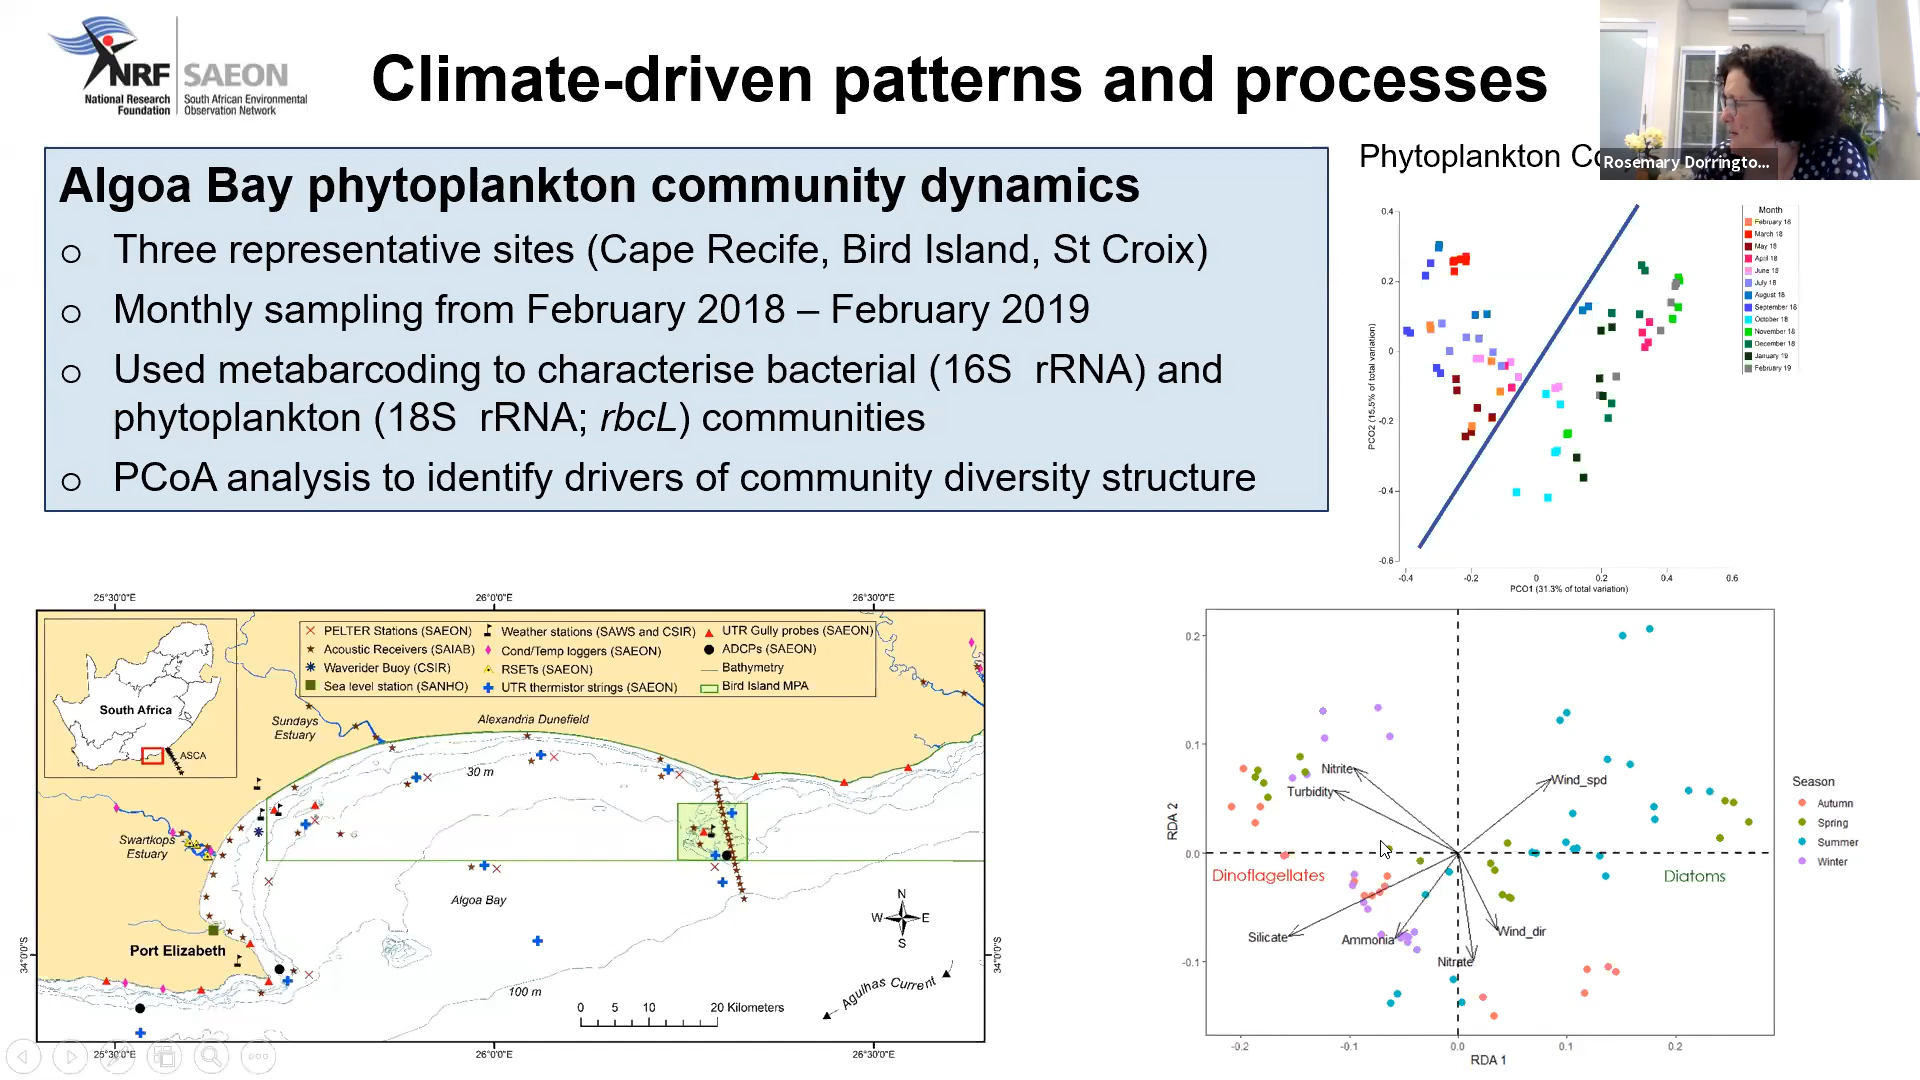 NRF SAEON
National Research Foundation
South African Environmental Observation Network
Climate-driven patterns and processes
Rosemary Dorringto...
Algoa Bay phytoplankton community dynamics
o Three representative sites (Cape Recife, Bird Island, St Croix)
o Monthly sampling from February 2018 – February 2019
o Used metabarcoding to characterise bacterial (16S rRNA) and
phytoplankton (18S rRNA; rbcL) communities
o PCoA analysis to identify drivers of community diversity structure
Phytoplankton Co
0.4
0.2
0
-0.2
-0.4
-0.6
PCO2 (15.5% of total variation)
-0.4 -0.2 0 0.2 0.4 0.6
PCO1 (31.3% of total variation)
Month
February 18
March 18
May 18
April 18
June 18
July 18
August 18
September 18
October 18
November 18
December 18
January 19
February 19
25°30'0"E 26°0'0"E 26°30'0"E
South Africa
ASCA
PELTER Stations (SAEON)
Acoustic Receivers (SAIAB)
Waverider Buoy (CSIR)
Sea level station (SANHO)
Weather stations (SAWS and CSIR)
Cond/Temp loggers (SAEON)
RSETs (SAEON)
UTR thermistor strings (SAEON)
UTR Gully probes (SAEON)
ADCPs (SAEON)
Bathymetry
Bird Island MPA
Sundays
Estuary
Alexandria Dunefield
30 m
Swartkops
Estuary
Algoa Bay
N
W E
S
Port Elizabeth
34°0'0"S
34°0'0"S
100 m
Agulhas Current
0 5 10 20 Kilometers
25°30'0"E 26°0'0"E 26°30'0"E
0.2
0.1
0.0
-0.1
RDA 2
Nitrite
Turbidity
Wind_spd
Dinoflagellates
Diatoms
Silicate
Ammonia
Nitrate
Wind_dir
-0.2 -0.1 0.0 0.1 0.2
RDA 1
Season
Autumn
Spring
Summer
Winter